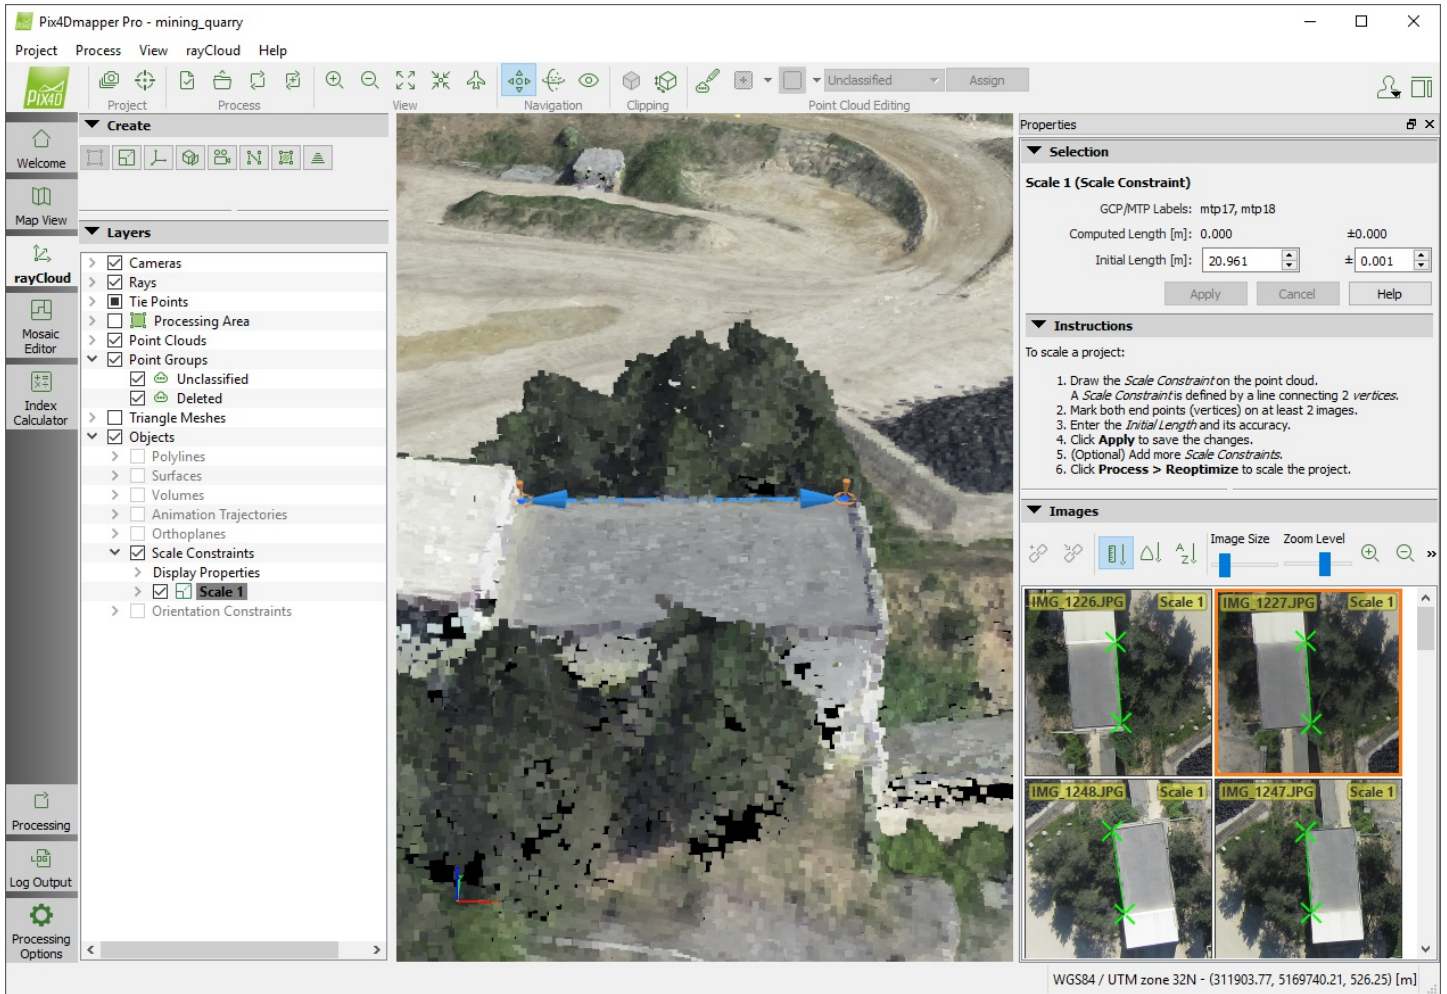 Pix4Dmapper Pro - mining_quarry
Project Process View rayCloud Help
PIX4D
Unclassified
Assign
Project
Process
View
Navigation
Clipping
Point Cloud Editing
Welcome
Map View
rayCloud
Mosaic
Editor
Index
Calculator
Processing
Log Output
LOG
Processing
Options
Create
Layers
Cameras
Rays
Tie Points
Processing Area
Point Clouds
Point Groups
Unclassified
Deleted
Triangle Meshes
Objects
Polylines
Surfaces
Volumes
Animation Trajectories
Orthoplanes
Scale Constraints
Display Properties
Scale 1
Orientation Constraints
Properties
Selection
Scale 1 (Scale Constraint)
GCP/MTP Labels: mtp17, mtp18
Computed Length [m]: 0.000 ±0.000
Initial Length [m]: 20.961 ± 0.001
Apply Cancel Help
Instructions
To scale a project:
1. Draw the Scale Constraint on the point cloud.
A Scale Constraint is defined by a line connecting 2 vertices.
2. Mark both end points (vertices) on at least 2 images.
3. Enter the Initial Length and its accuracy.
4. Click Apply to save the changes.
5. (Optional) Add more Scale Constraints.
6. Click Process > Reoptimize to scale the project.
Images
A
Z
Image Size Zoom Level
»
IMG_1226.JPG Scale 1
IMG_1227.JPG Scale 1
IMG_1248.JPG Scale 1
IMG_1247.JPG Scale 1
WGS84 / UTM zone 32N - (311903.77, 5169740.21, 526.25) [m]